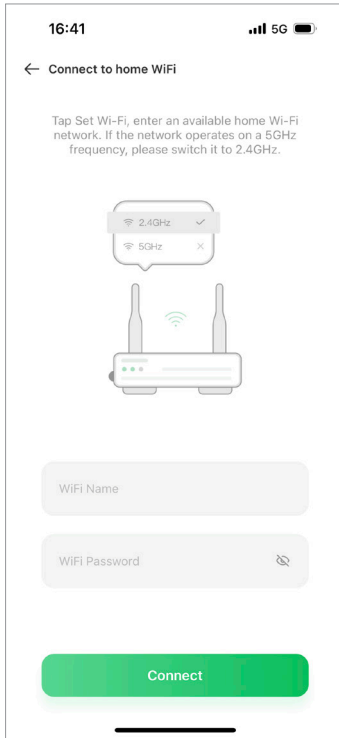 16:41
5G
Connect to home WiFi
Tap Set Wi-Fi, enter an available home Wi-Fi
network. If the network operates on a 5GHz
frequency, please switch it to 2.4GHz.
2.4GHz
5GHz
WiFi Name
WiFi Password
Connect